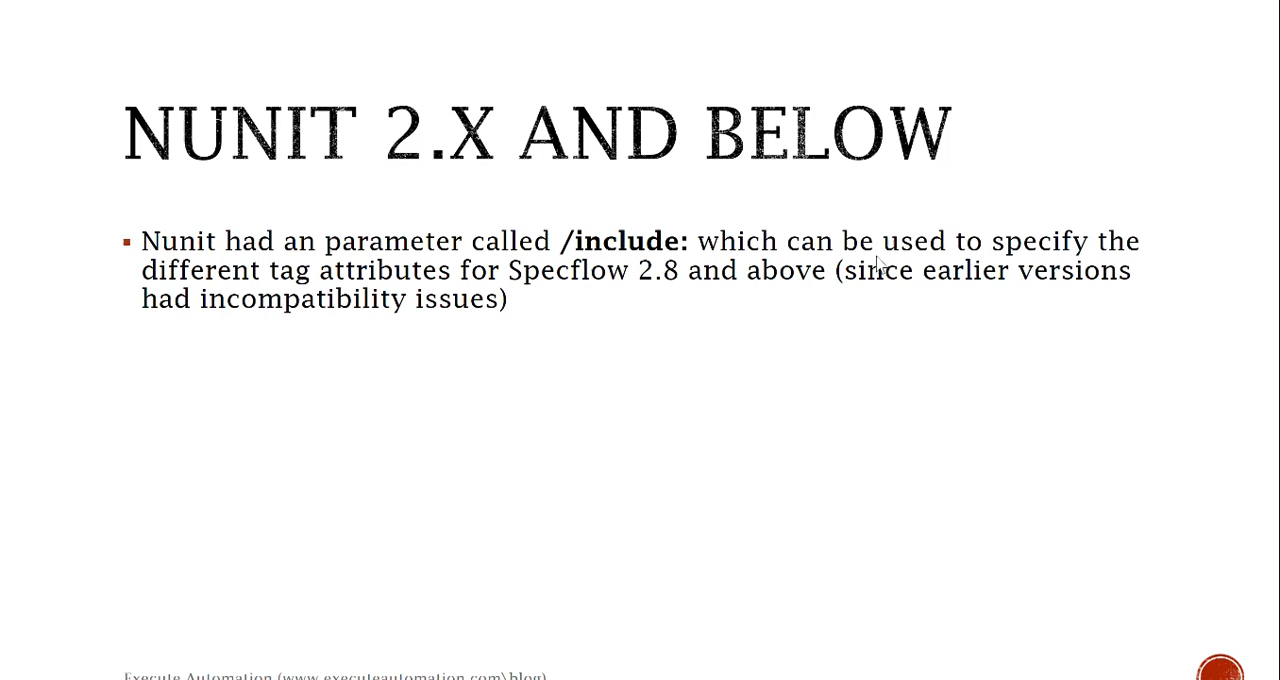 NUNIT 2.X AND BELOW
Nunit had an parameter called /include: which can be used to specify the
different tag attributes for Specflow 2.8 and above (since earlier versions
had incompatibility issues)
Execute Automation (www.executeautomation.com\blog)